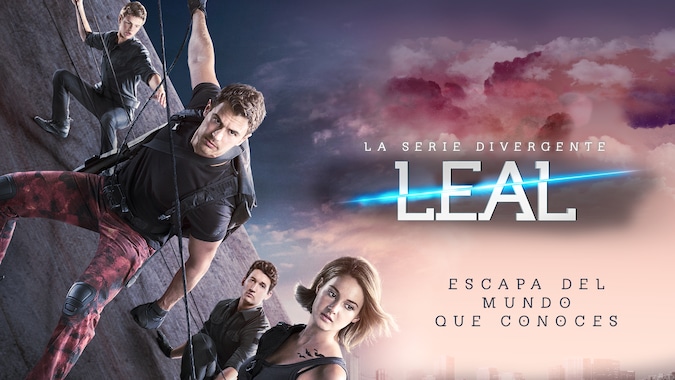 LA SERIE DIVERGENTE
LEAL
ESCAPA DEL
MUNDO
QUE CONOCES